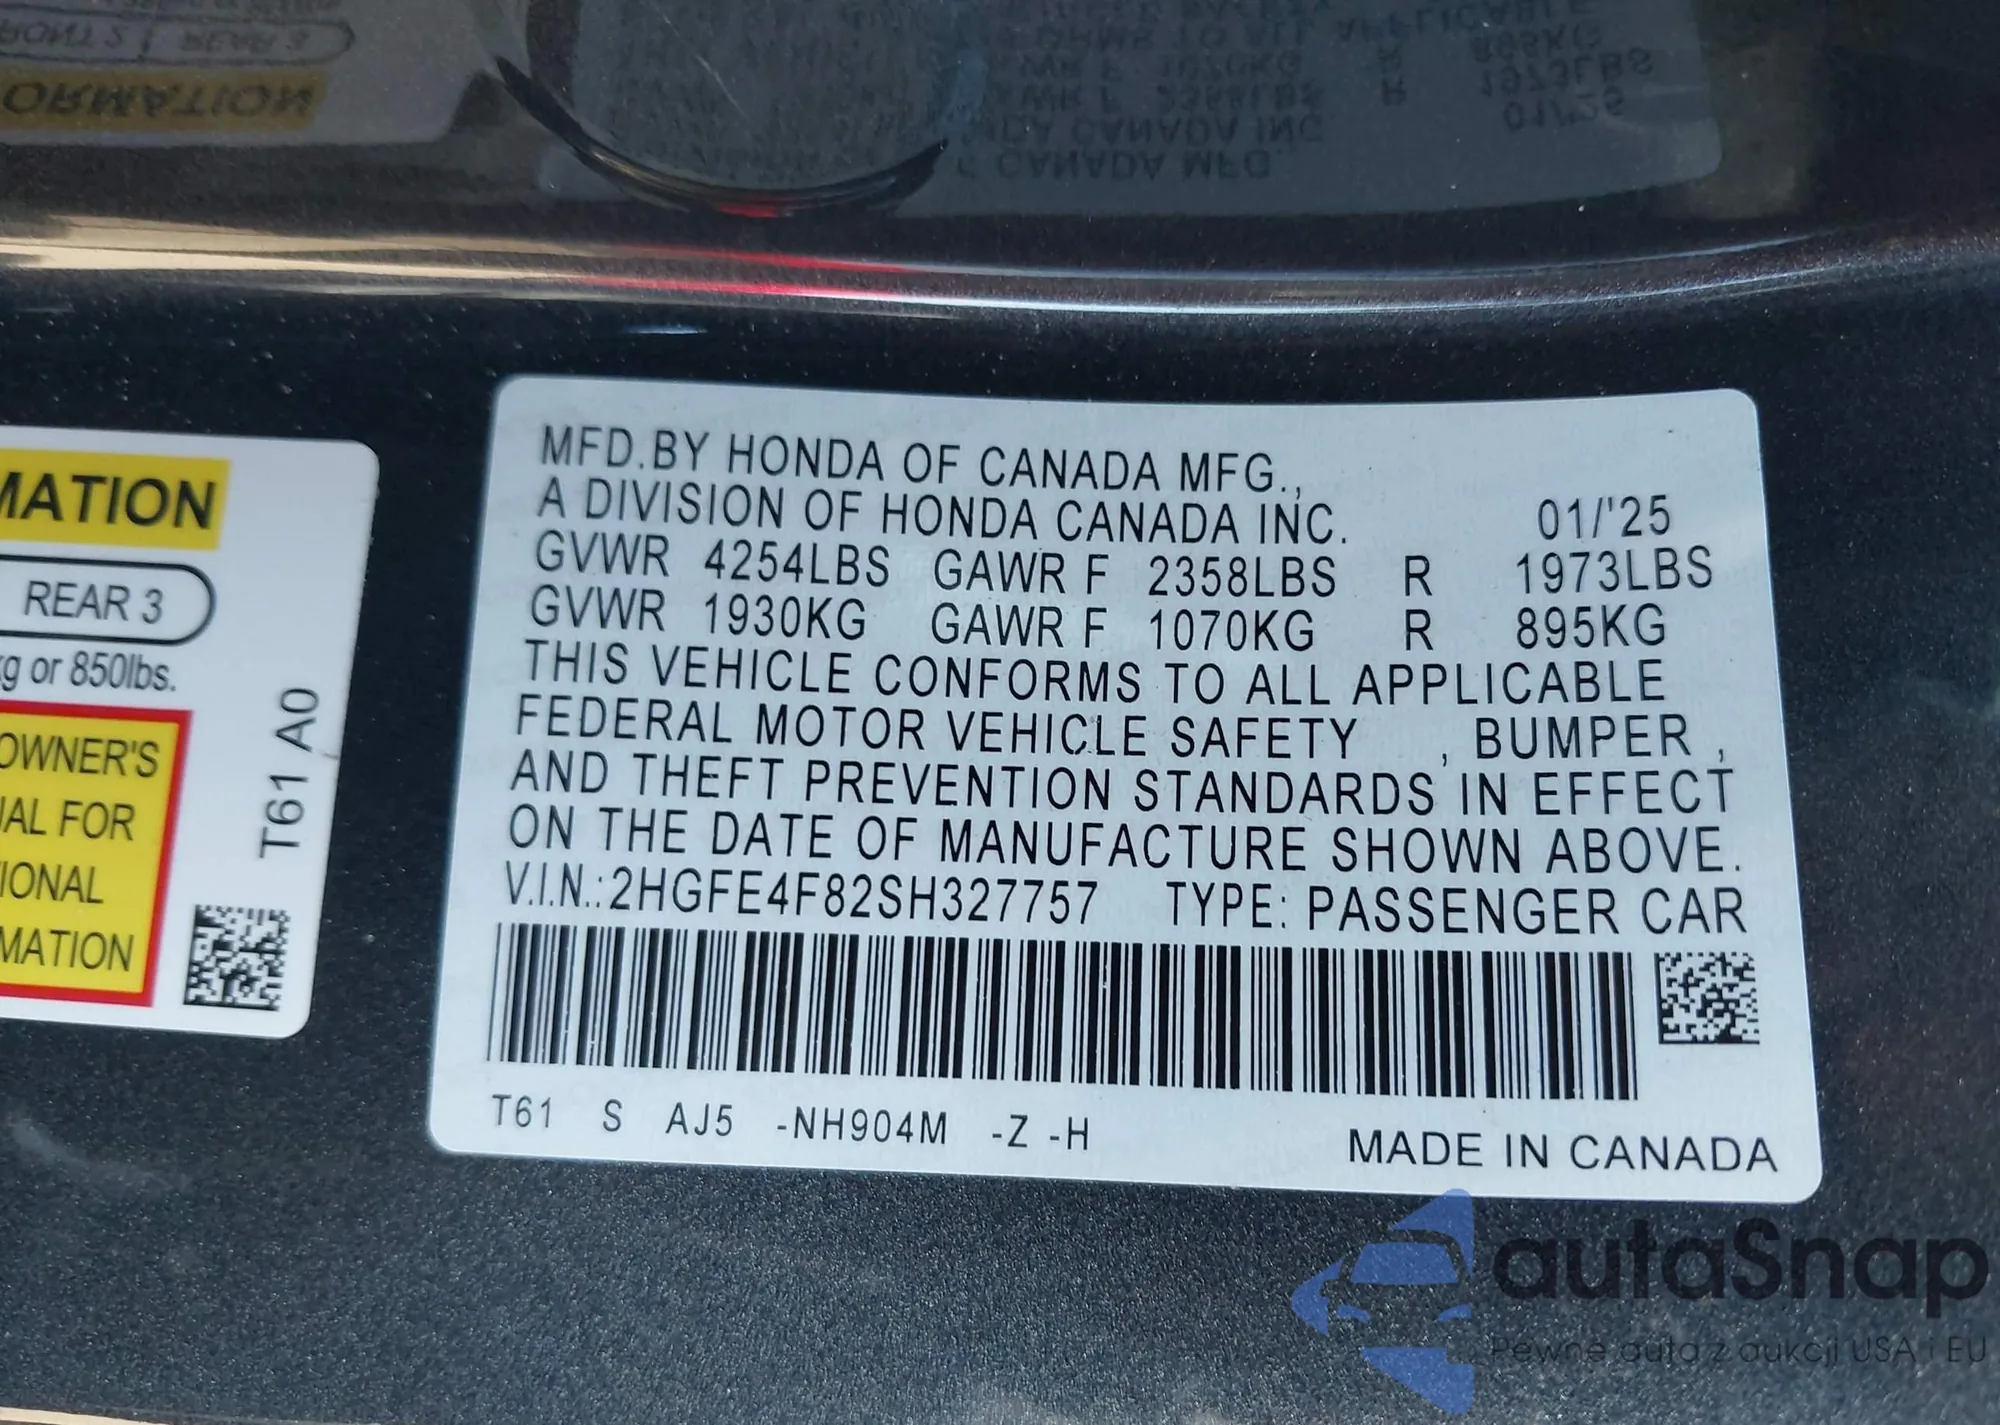 MATION
REAR 3
kg or 850lbs.
OWNER'S
AL FOR
IONAL
MATION
T61 A0
MFD.BY HONDA OF CANADA MFG.,
A DIVISION OF HONDA CANADA INC. 01/'25
GVWR 4254LBS GAWR F 2358LBS R 1973LBS
GVWR 1930KG GAWR F 1070KG R 895KG
THIS VEHICLE CONFORMS TO ALL APPLICABLE
FEDERAL MOTOR VEHICLE SAFETY , BUMPER ,
AND THEFT PREVENTION STANDARDS IN EFFECT
ON THE DATE OF MANUFACTURE SHOWN ABOVE.
V.I.N.:2HGFE4F82SH327757 TYPE: PASSENGER CAR
T61 S AJ5 -NH904M -Z -H
MADE IN CANADA
autaSnap
Pewne auta z aukcji USA i EU